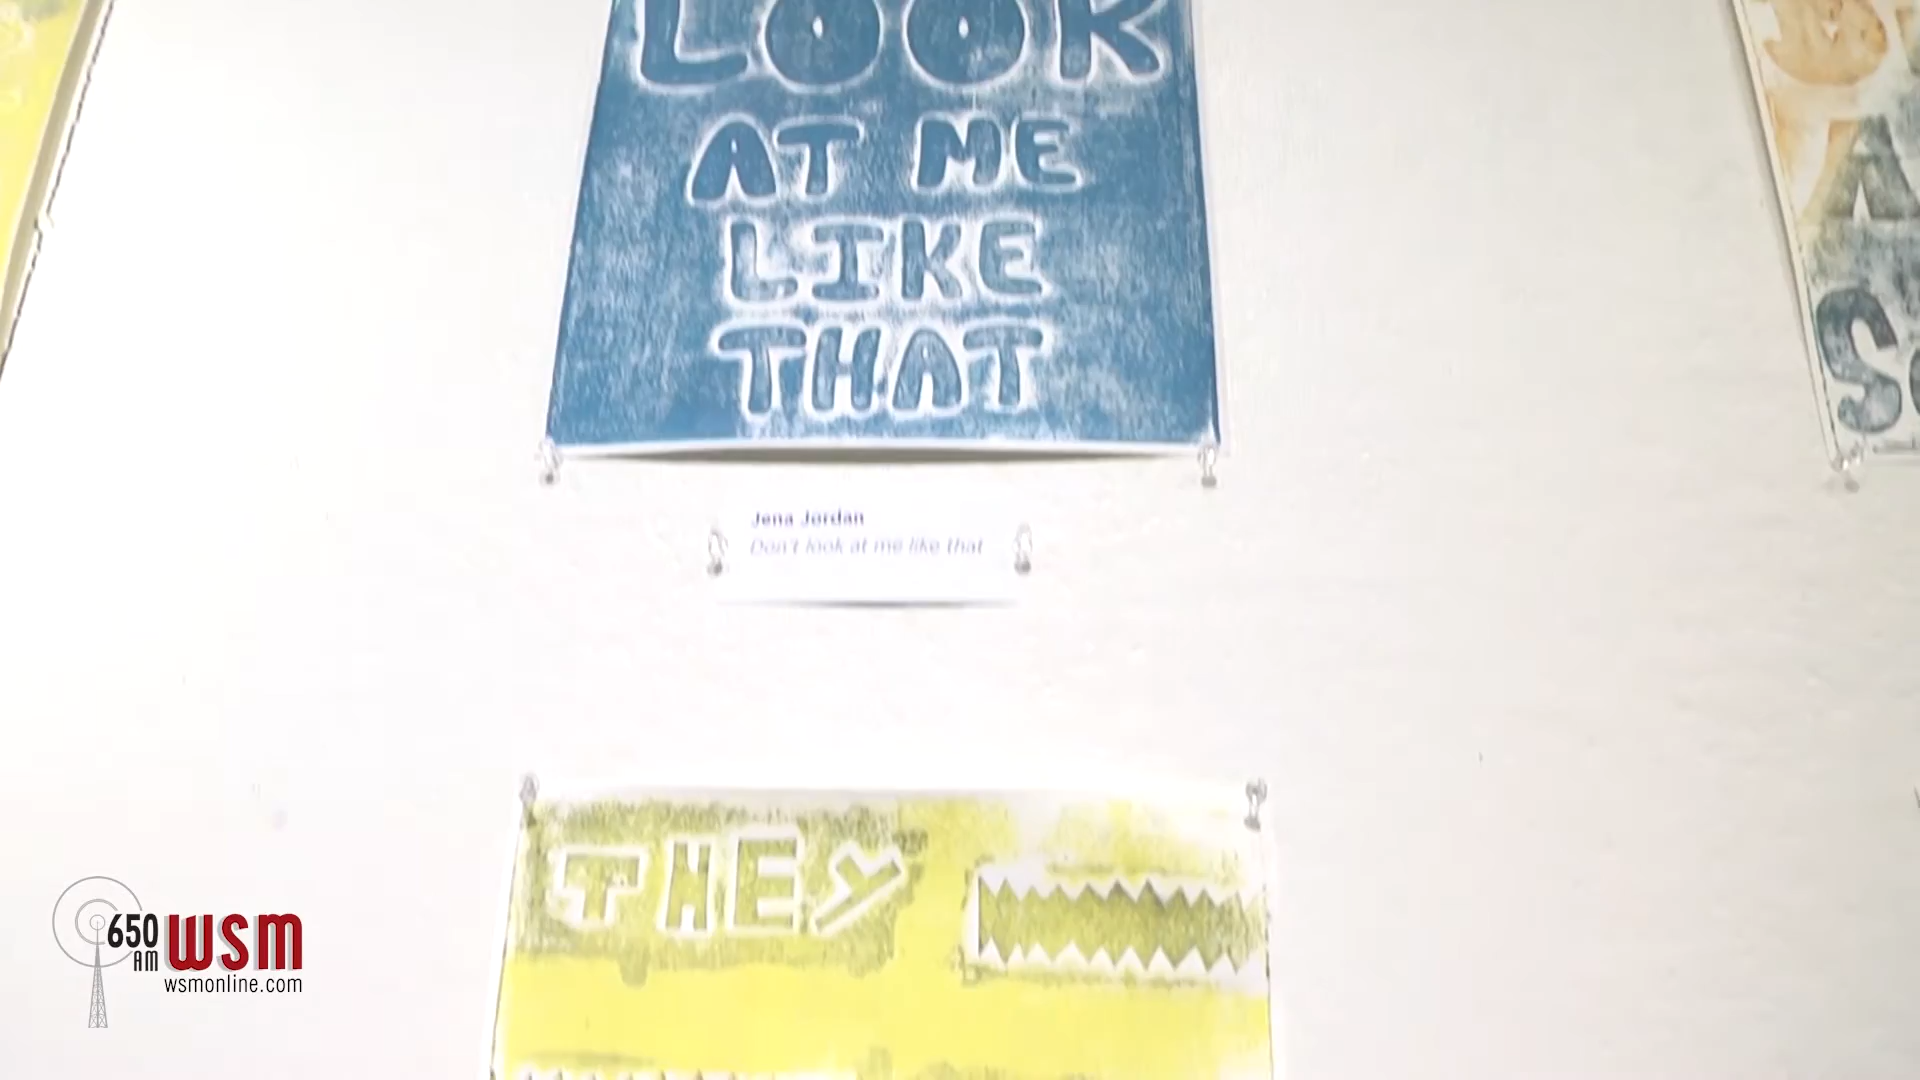 LOOK
AT ME
LIKE
THAT
Jena Jordan
Don't look at me like that
THEY
650
AM
WSM
wsmonline.com